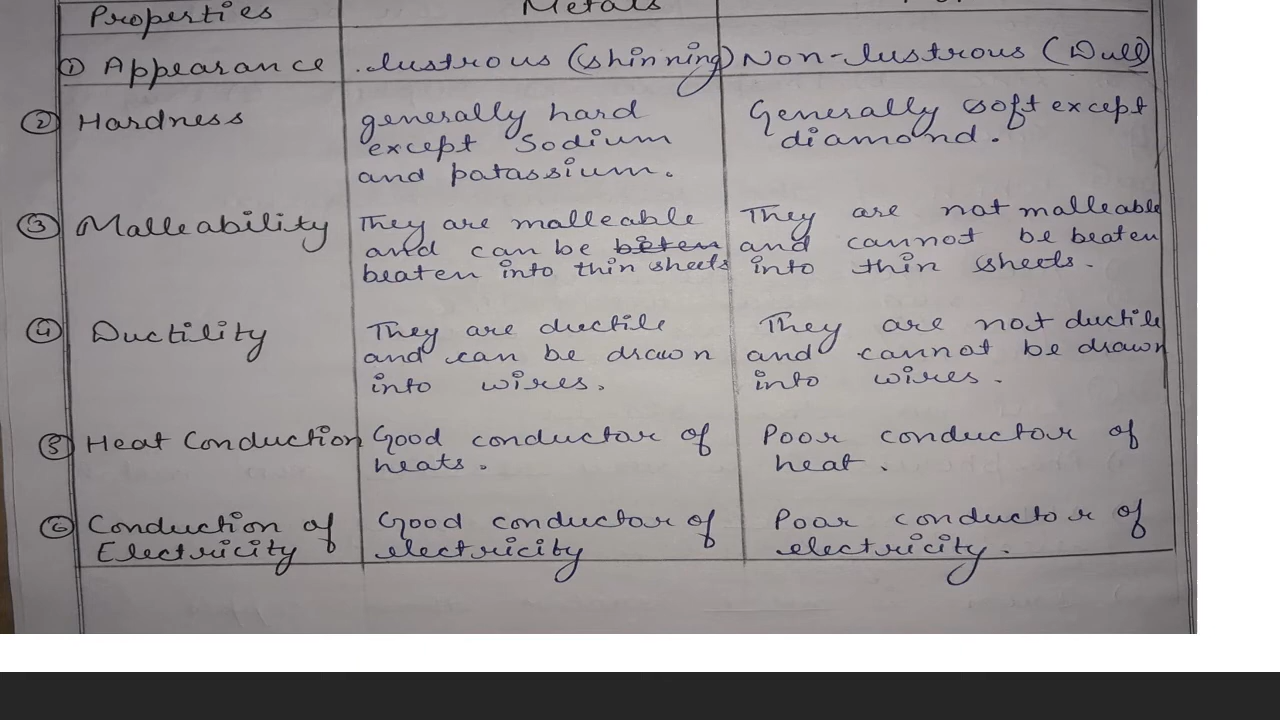 Properties Metals
① Appearance lustrous (shinning) Non-lustrous (Dull)
② Hardness generally hard Generally soft except
except Sodium diamond.
and patassium.
③ Malleability They are malleable They are not malleable
and can be biten and cannot be beaten
beaten into thin sheets into thin sheets.
④ Ductility They are ductile They are not ductile
and can be drawn and cannot be drawn
into wires. into wires.
⑤ Heat Conduction Good conductor of Poor conductor of
heats. heat.
⑥ Conduction of Good conductor of Poar conductor of
Electricity electricity electricity.